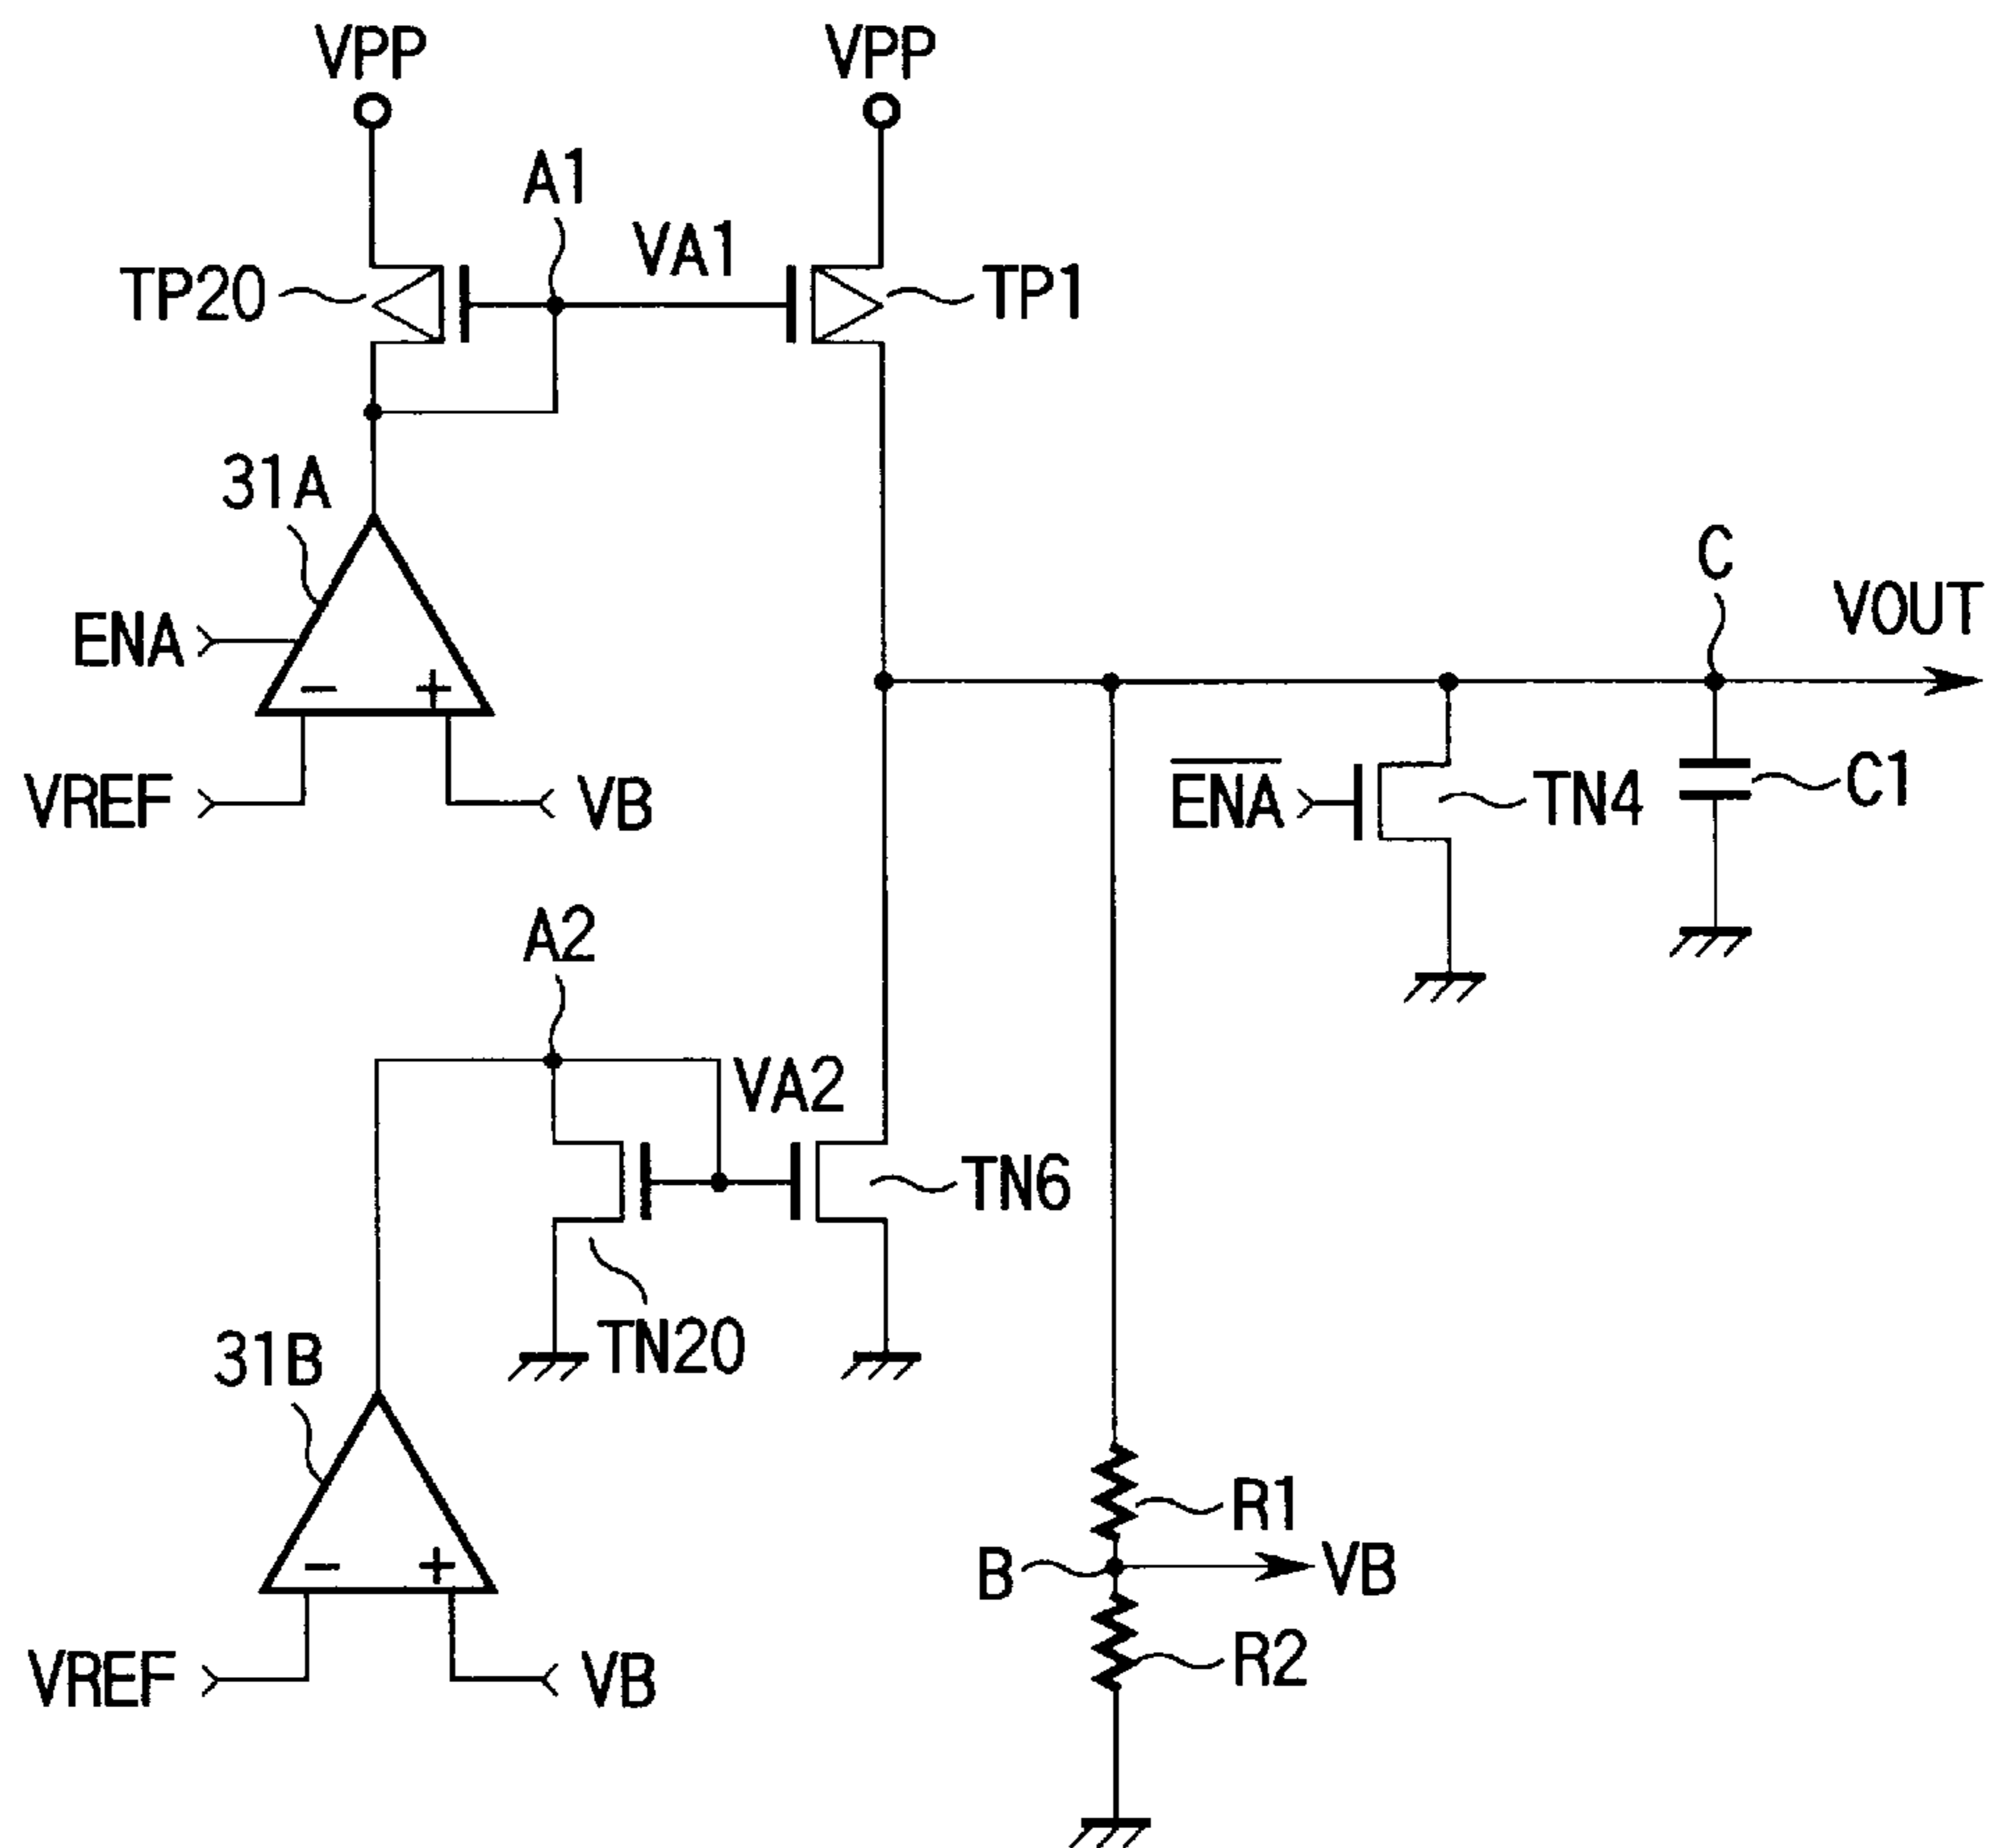 VPP
VPP
A1
VA1
TP20
TP1
31A
C
VOUT
ENA
− +
VREF
VB
E̅N̅A̅
TN4
C1
A2
VA2
TN6
TN20
31B
R1
B
VB
− +
R2
VREF
VB